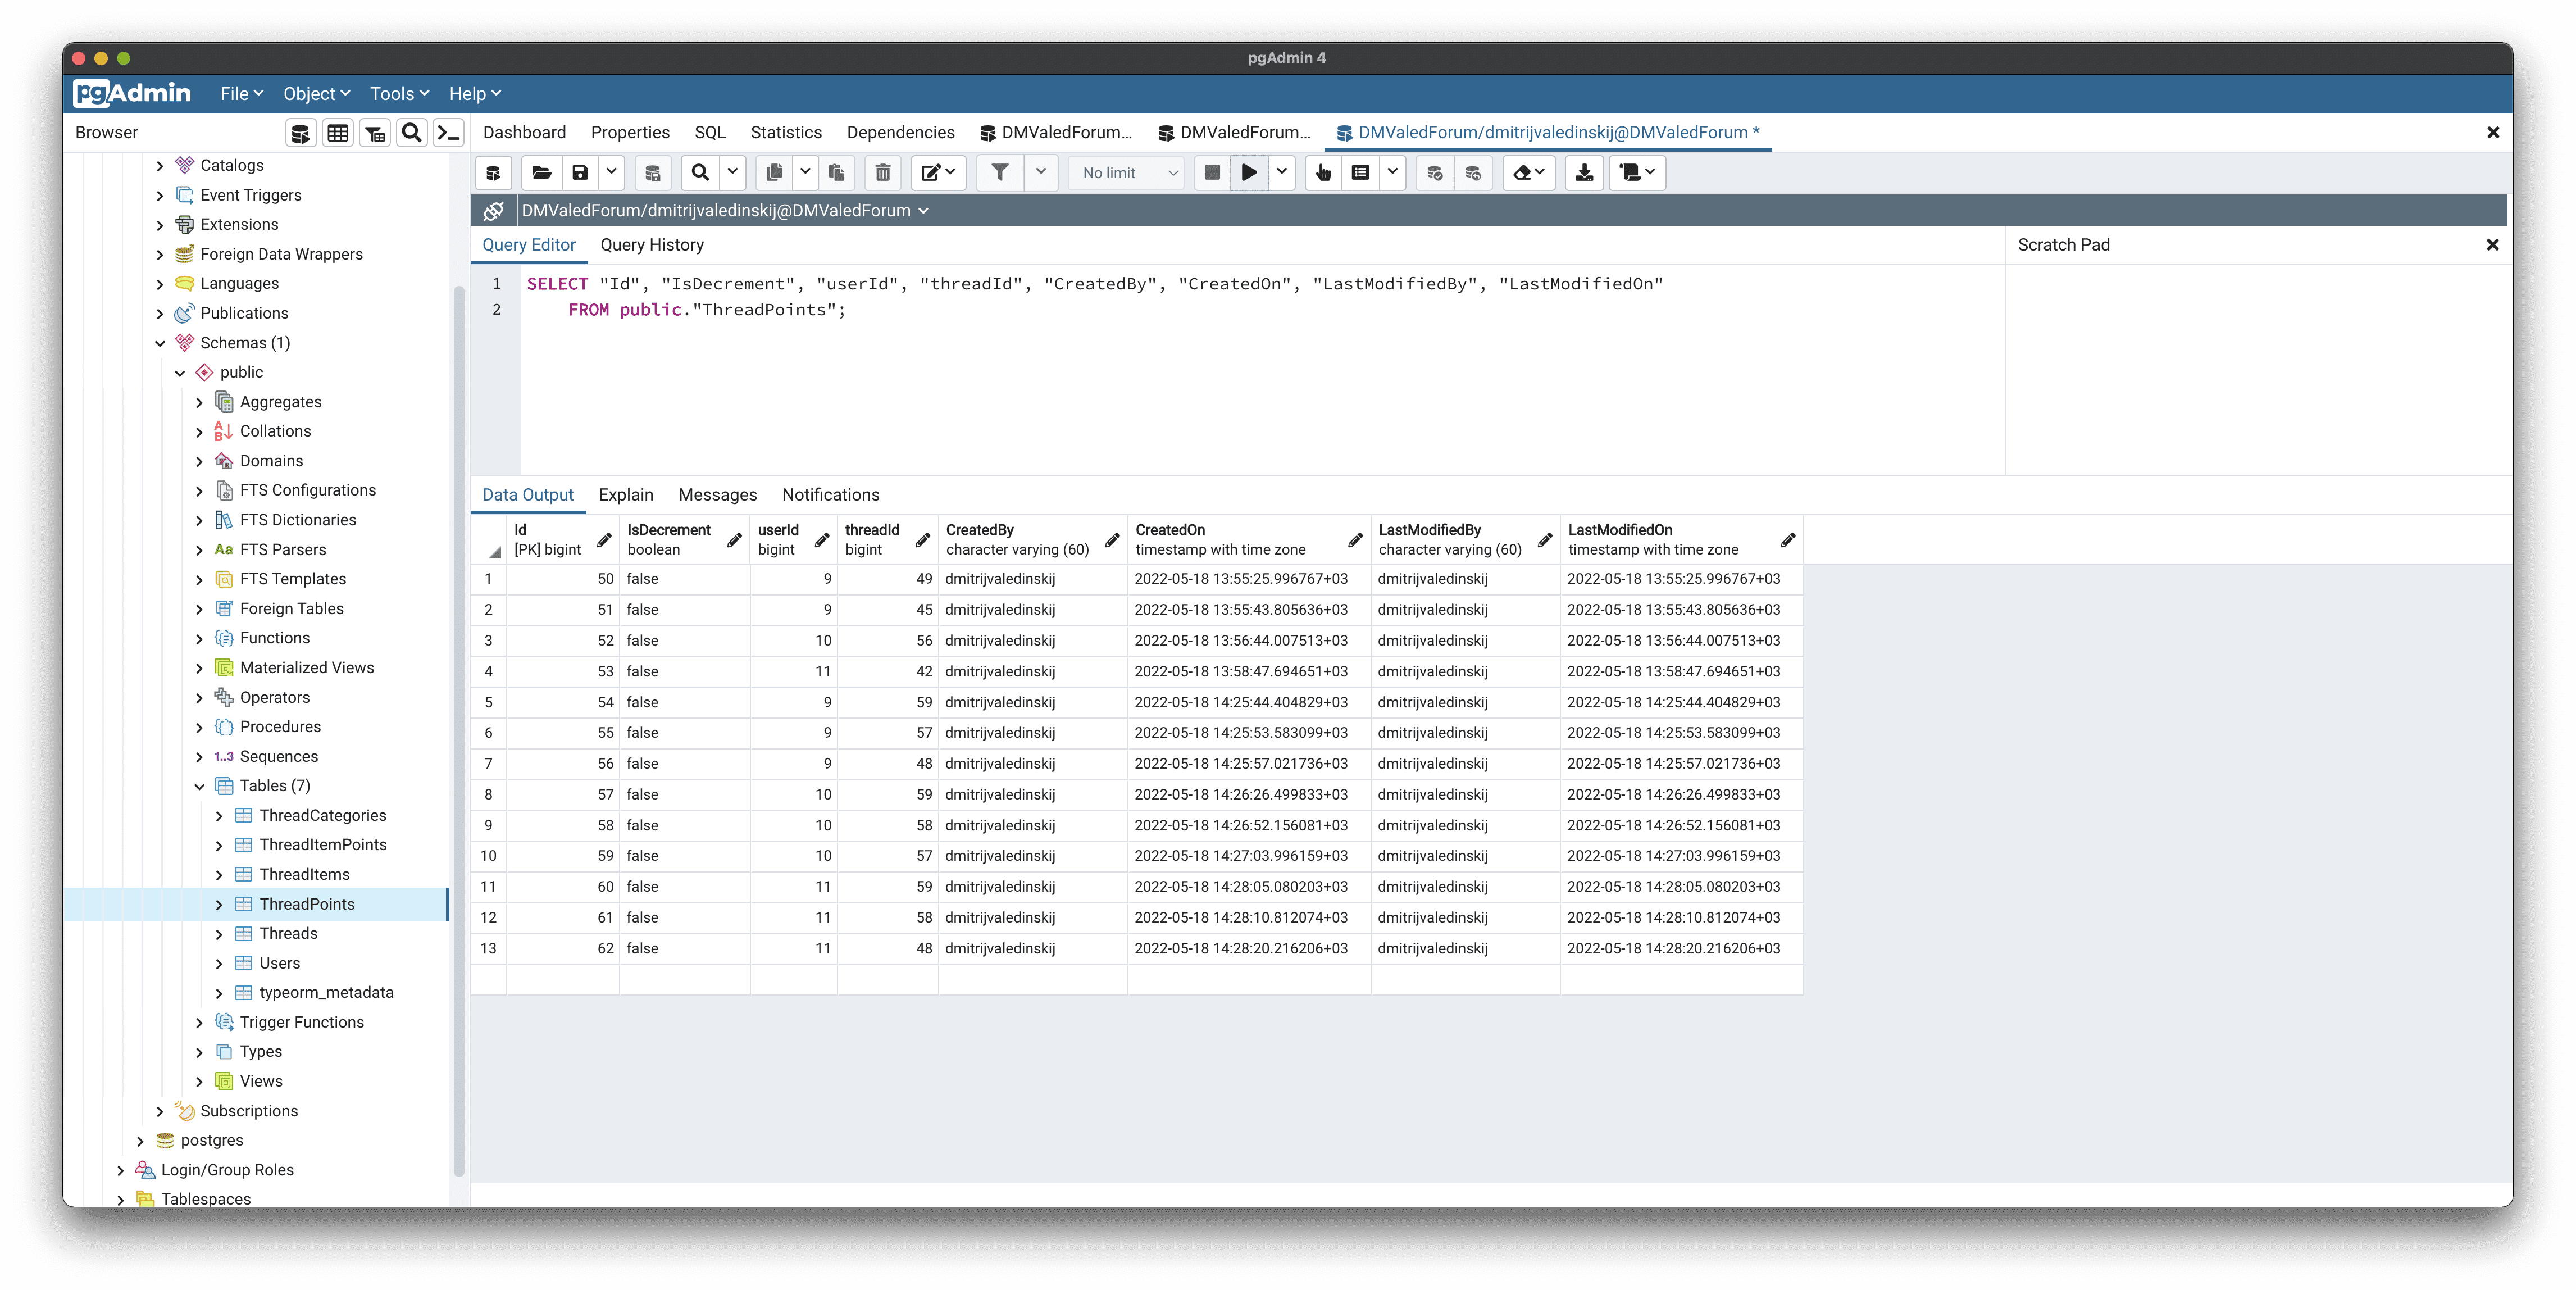 pgAdmin 4
pgAdmin File Object Tools Help
Browser
Dashboard Properties SQL Statistics Dependencies DMValedForum... DMValedForum... DMValedForum/dmitrijvaledinskij@DMValedForum *
No limit
DMValedForum/dmitrijvaledinskij@DMValedForum
Query Editor Query History
Scratch Pad
1 SELECT "Id", "IsDecrement", "userId", "threadId", "CreatedBy", "CreatedOn", "LastModifiedBy", "LastModifiedOn"
2 FROM public."ThreadPoints";
Catalogs
Event Triggers
Extensions
Foreign Data Wrappers
Languages
Publications
Schemas (1)
public
Aggregates
Collations
Domains
FTS Configurations
FTS Dictionaries
Aa FTS Parsers
FTS Templates
Foreign Tables
Functions
Materialized Views
Operators
Procedures
1..3 Sequences
Tables (7)
ThreadCategories
ThreadItemPoints
ThreadItems
ThreadPoints
Threads
Users
typeorm_metadata
Trigger Functions
Types
Views
Subscriptions
postgres
Login/Group Roles
Tablespaces
Data Output Explain Messages Notifications
Id IsDecrement userId threadId CreatedBy CreatedOn LastModifiedBy LastModifiedOn
[PK] bigint boolean bigint bigint character varying (60) timestamp with time zone character varying (60) timestamp with time zone
1 50 false 9 49 dmitrijvaledinskij 2022-05-18 13:55:25.996767+03 dmitrijvaledinskij 2022-05-18 13:55:25.996767+03
2 51 false 9 45 dmitrijvaledinskij 2022-05-18 13:55:43.805636+03 dmitrijvaledinskij 2022-05-18 13:55:43.805636+03
3 52 false 10 56 dmitrijvaledinskij 2022-05-18 13:56:44.007513+03 dmitrijvaledinskij 2022-05-18 13:56:44.007513+03
4 53 false 11 42 dmitrijvaledinskij 2022-05-18 13:58:47.694651+03 dmitrijvaledinskij 2022-05-18 13:58:47.694651+03
5 54 false 9 59 dmitrijvaledinskij 2022-05-18 14:25:44.404829+03 dmitrijvaledinskij 2022-05-18 14:25:44.404829+03
6 55 false 9 57 dmitrijvaledinskij 2022-05-18 14:25:53.583099+03 dmitrijvaledinskij 2022-05-18 14:25:53.583099+03
7 56 false 9 48 dmitrijvaledinskij 2022-05-18 14:25:57.021736+03 dmitrijvaledinskij 2022-05-18 14:25:57.021736+03
8 57 false 10 59 dmitrijvaledinskij 2022-05-18 14:26:26.499833+03 dmitrijvaledinskij 2022-05-18 14:26:26.499833+03
9 58 false 10 58 dmitrijvaledinskij 2022-05-18 14:26:52.156081+03 dmitrijvaledinskij 2022-05-18 14:26:52.156081+03
10 59 false 10 57 dmitrijvaledinskij 2022-05-18 14:27:03.996159+03 dmitrijvaledinskij 2022-05-18 14:27:03.996159+03
11 60 false 11 59 dmitrijvaledinskij 2022-05-18 14:28:05.080203+03 dmitrijvaledinskij 2022-05-18 14:28:05.080203+03
12 61 false 11 58 dmitrijvaledinskij 2022-05-18 14:28:10.812074+03 dmitrijvaledinskij 2022-05-18 14:28:10.812074+03
13 62 false 11 48 dmitrijvaledinskij 2022-05-18 14:28:20.216206+03 dmitrijvaledinskij 2022-05-18 14:28:20.216206+03